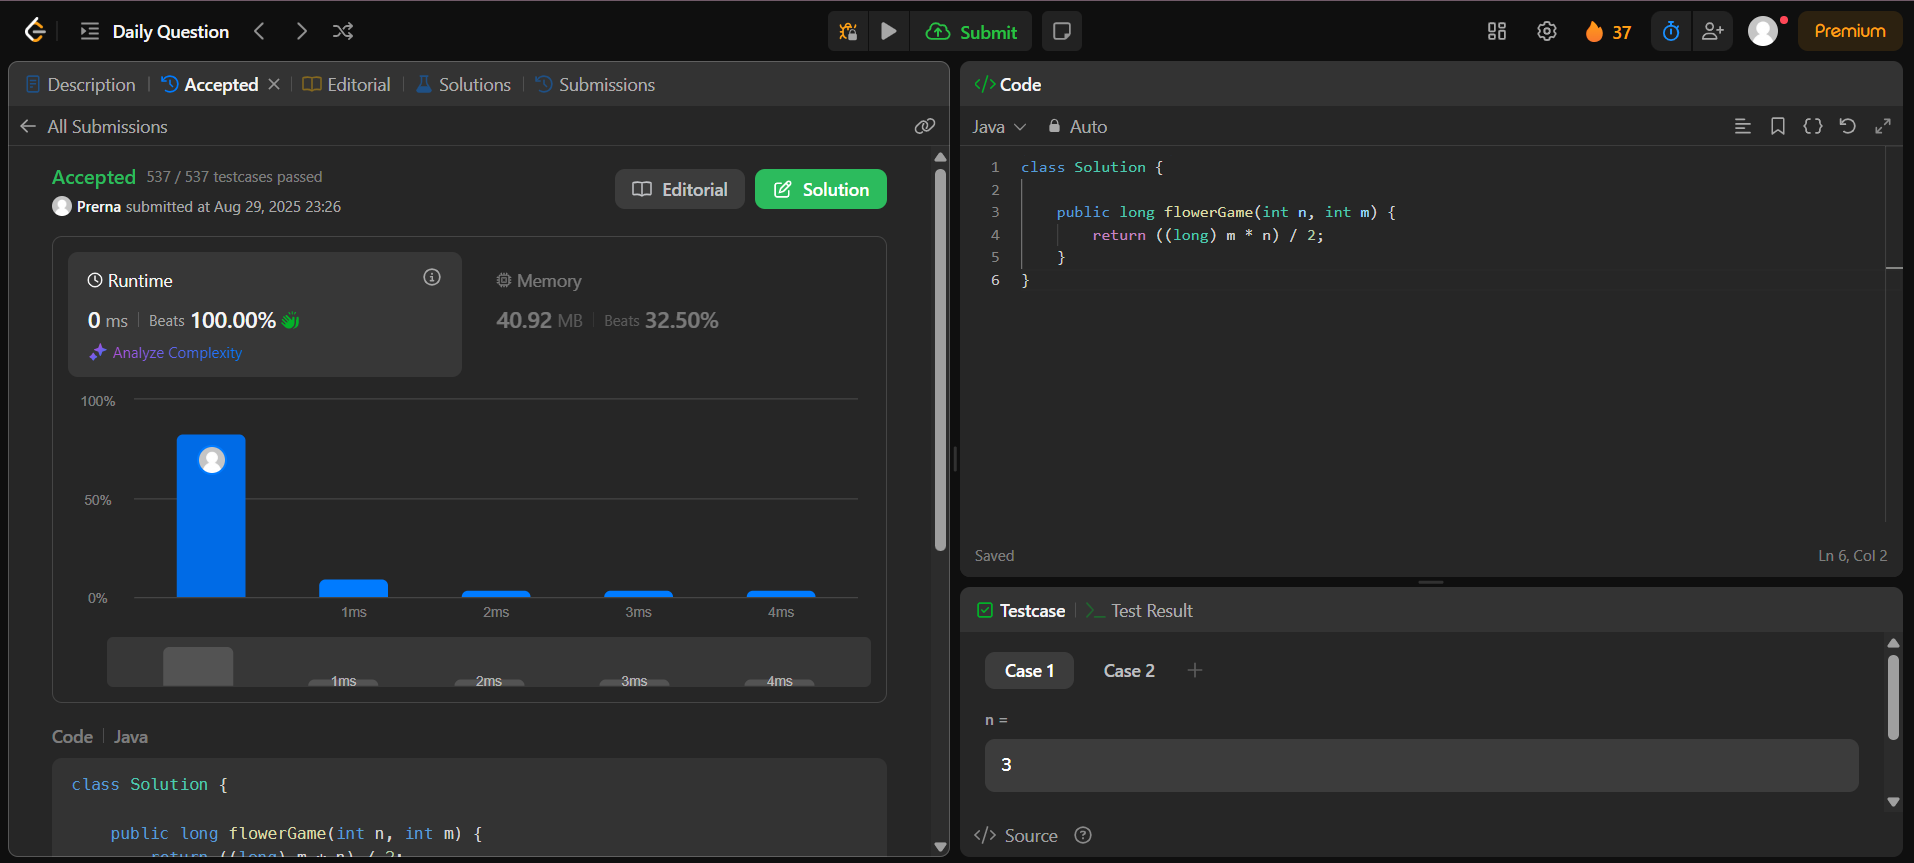 Daily Question
Submit
37
Premium
Description
Accepted
Editorial
Solutions
Submissions
All Submissions
Accepted 537 / 537 testcases passed
Prerna submitted at Aug 29, 2025 23:26
Editorial
Solution
Runtime
0 ms | Beats 100.00%
Analyze Complexity
Memory
40.92 MB | Beats 32.50%
100%
50%
0%
1ms 2ms 3ms 4ms
1ms 2ms 3ms 4ms
Code | Java
class Solution {
public long flowerGame(int n, int m) {
return ((long) m * n) / 2;
</> Code
Java
Auto
1 class Solution {
2
3 public long flowerGame(int n, int m) {
4 return ((long) m * n) / 2;
5 }
6 }
Saved
Ln 6, Col 2
Testcase
Test Result
Case 1
Case 2
n =
3
</> Source